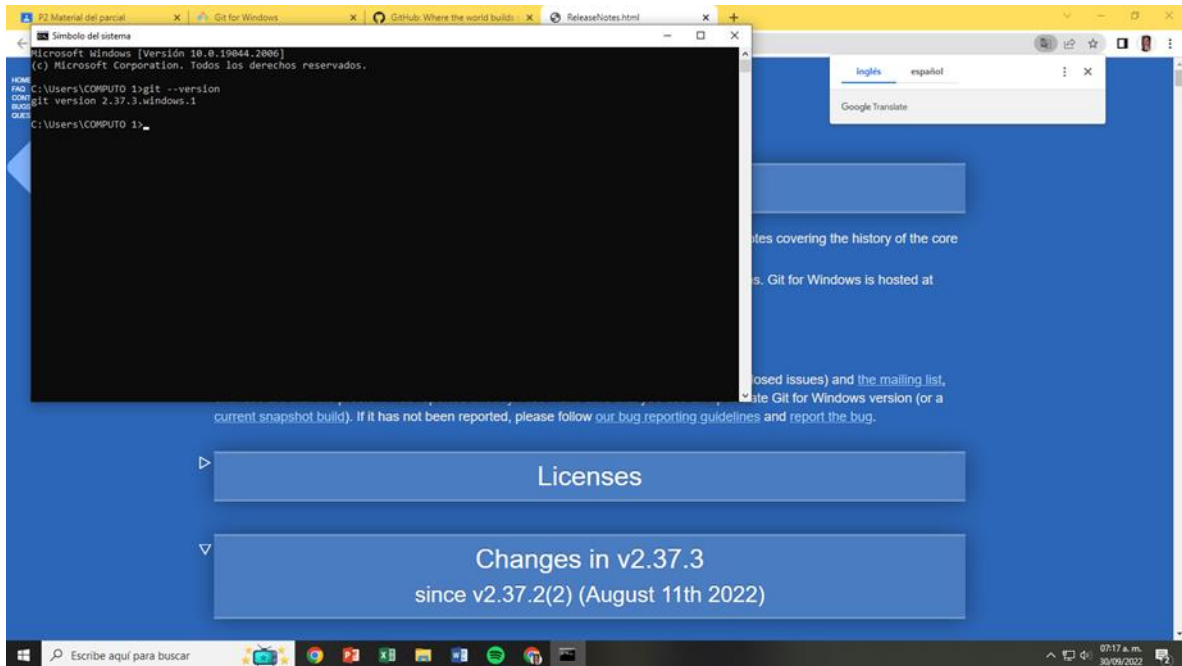 P2 Material del parcial
Git for Windows
GitHub: Where the world builds
ReleaseNotes.html
Símbolo del sistema
Microsoft Windows [Versión 10.0.19044.2006]
(c) Microsoft Corporation. Todos los derechos reservados.
C:\Users\COMPUTO 1>git --version
git version 2.37.3.windows.1
C:\Users\COMPUTO 1>
HOME
FAQ
CONT
BUGS
QUES
inglés español
Google Translate
otes covering the history of the core
s. Git for Windows is hosted at
losed issues) and the mailing list,
ate Git for Windows version (or a
current snapshot build). If it has not been reported, please follow our bug reporting guidelines and report the bug.
Licenses
Changes in v2.37.3
since v2.37.2(2) (August 11th 2022)
Escribe aquí para buscar
07:17 a. m.
30/09/2022